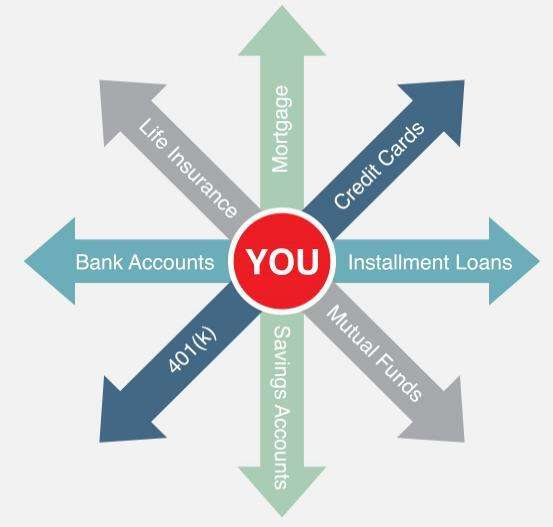 Mortgage
Life Insurance
Credit Cards
Bank Accounts
YOU
Installment Loans
401(k)
Savings Accounts
Mutual Funds